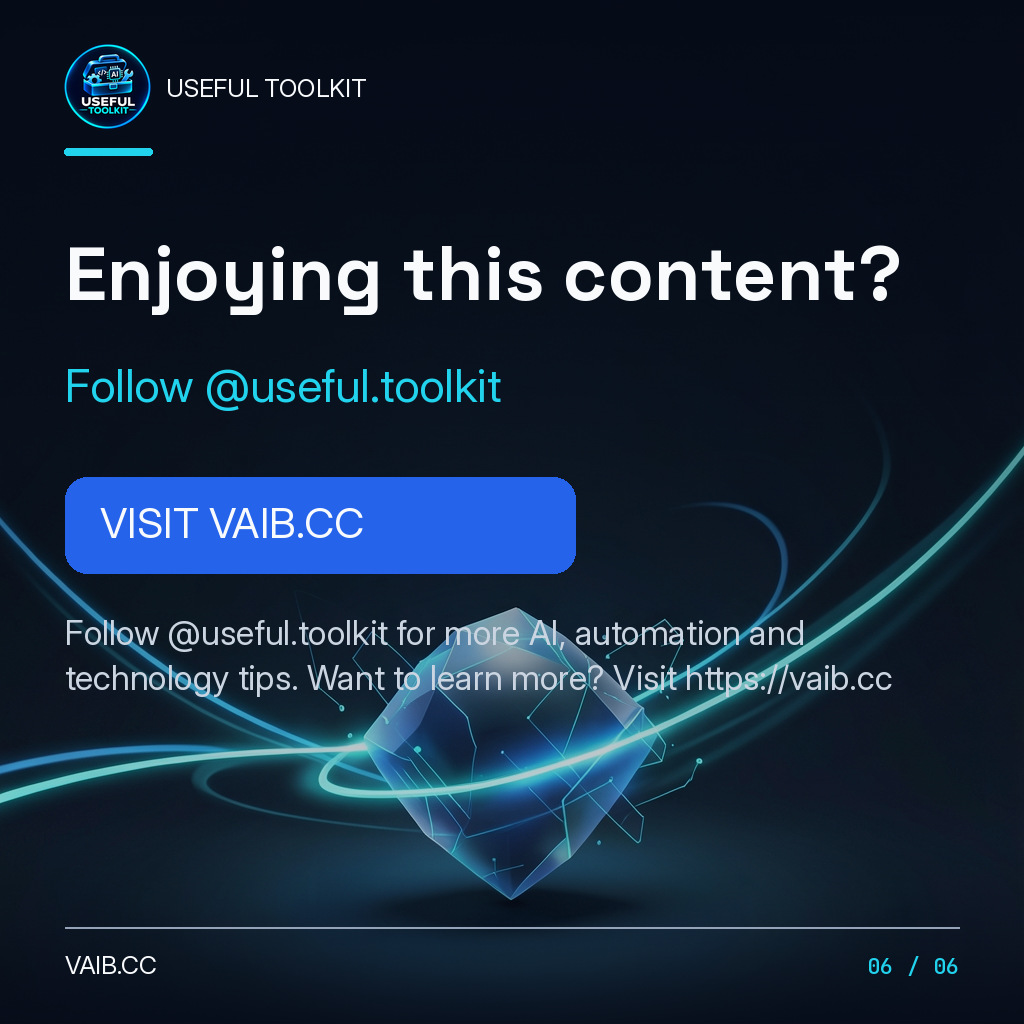 USEFUL
TOOLKIT
AI
USEFUL TOOLKIT
Enjoying this content?
Follow @useful.toolkit
VISIT VAIB.CC
Follow @useful.toolkit for more AI, automation and
technology tips. Want to learn more? Visit https://vaib.cc
VAIB.CC
06 / 06